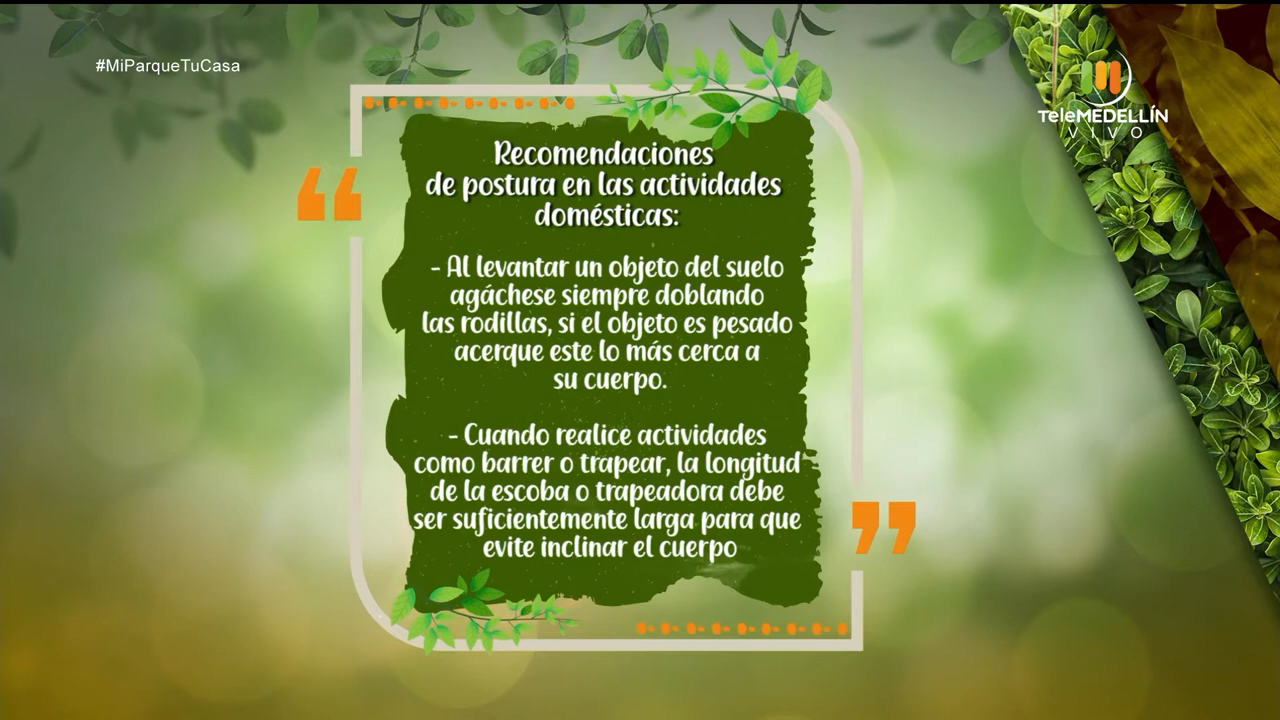 #MiParqueTuCasa
TeleMEDELLÍN
VIVO
Recomendaciones
de postura en las actividades
domésticas:
- Al levantar un objeto del suelo
agáchese siempre doblando
las rodillas, si el objeto es pesado
acerque este lo más cerca a
su cuerpo.
- Cuando realice actividades
como barrer o trapear, la longitud
de la escoba o trapeadora debe
ser suficientemente larga para que
evite inclinar el cuerpo